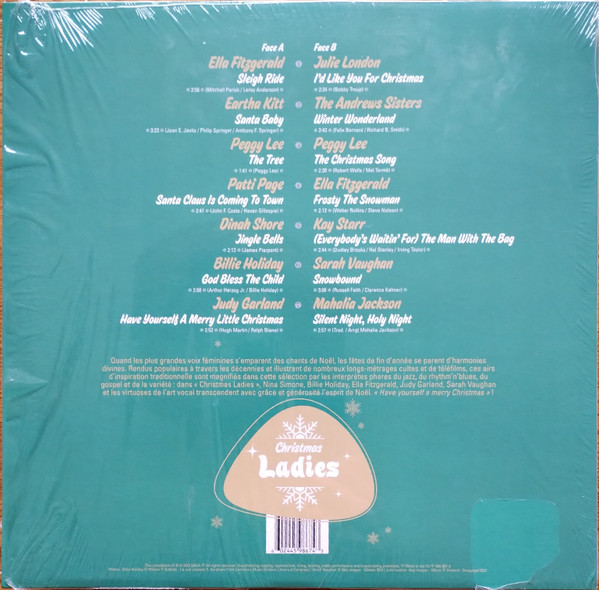 Face A
Ella Fitzgerald
Sleigh Ride
2:56 (Mitchell Parish / Leroy Anderson)
Eartha Kitt
Santa Baby
3:23 (Joan E. Javits / Philip Springer / Anthony F. Springer)
Peggy Lee
The Tree
1:41 (Peggy Lee)
Patti Page
Santa Claus Is Coming To Town
2:47 (John F. Coots / Haven Gillespie)
Dinah Shore
Jingle Bells
2:13 (James Pierpont)
Billie Holiday
God Bless The Child
(Arthur Herzog Jr. / Billie Holiday)
Judy Garland
Have Yourself A Merry Little Christmas
2:52 (Hugh Martin / Ralph Blane)
Face B
Julie London
I'd Like You For Christmas
(Bobby Troup)
The Andrews Sisters
Winter Wonderland
2:43 (Felix Bernard / Richard B. Smith)
Peggy Lee
The Christmas Song
(Robert Wells / Mel Tormé)
Ella Fitzgerald
Frosty The Snowman
2:12 (Walter Rollins / Steve Nelson)
Kay Starr
(Everybody's Waitin' For) The Man With The Bag
2:44 (Dudley Brooks / Hal Stanley / Irving Taylor)
Sarah Vaughan
Snowbound
(Russell Faith / Clarence Kehner)
Mahalia Jackson
Silent Night, Holy Night
2:57 (Trad. / Arrgt Mahalia Jackson)
Quand les plus grandes voix féminines s'emparent des chants de Noël, les fêtes de fin d'année se parent d'harmonies
divines. Rendus populaires à travers les décennies et illustrant de nombreux longs-métrages cultes et de téléfilms, ces airs
d'inspiration traditionnelle sont magnifiés dans cette sélection par les interprètes phares du jazz, du rhythm'n'blues, du
gospel et de la variété : dans « Christmas Ladies », Nina Simone, Billie Holiday, Ella Fitzgerald, Judy Garland, Sarah Vaughan
et les virtuoses de l'art vocal transcendent avec grâce et générosité l'esprit de Noël. « Have yourself a merry Christmas » !
Christmas
Ladies